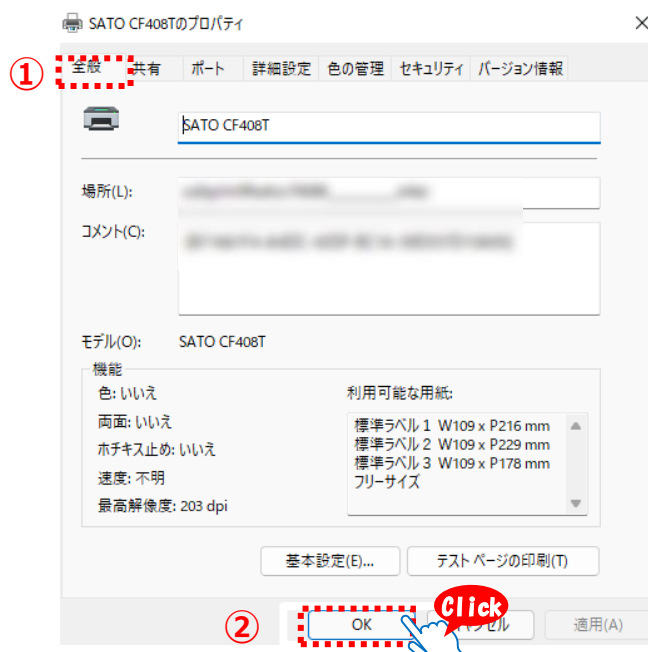 SATO CF408Tのプロパティ
①
全般 共有 ポート 詳細設定 色の管理 セキュリティ バージョン情報
SATO CF408T
場所(L):
コメント(C):
モデル(O): SATO CF408T
機能
色: いいえ
両面: いいえ
ホチキス止め: いいえ
速度: 不明
最高解像度: 203 dpi
利用可能な用紙:
標準ラベル 1 W109 x P216 mm
標準ラベル 2 W109 x P229 mm
標準ラベル 3 W109 x P178 mm
フリーサイズ
基本設定(E)... テスト ページの印刷(T)
Click
② OK 適用(A)